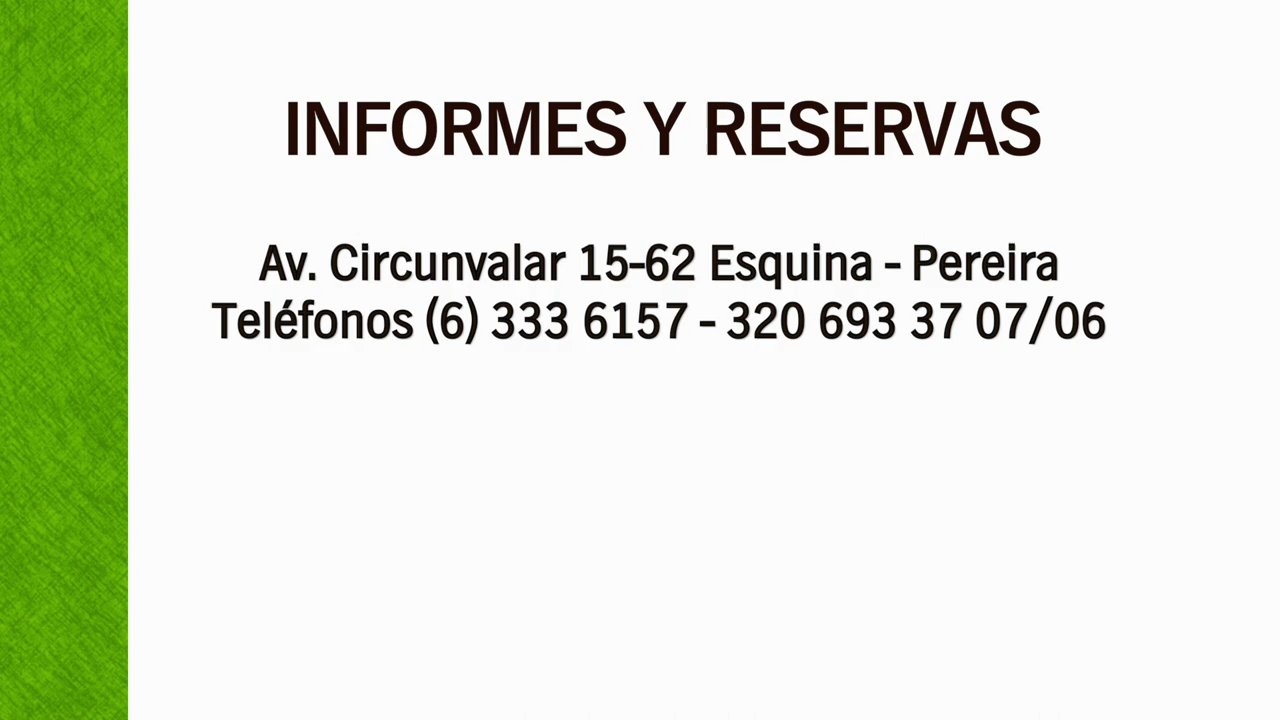 INFORMES Y RESERVAS
Av. Circunvalar 15-62 Esquina - Pereira
Teléfonos (6) 333 6157 - 320 693 37 07/06